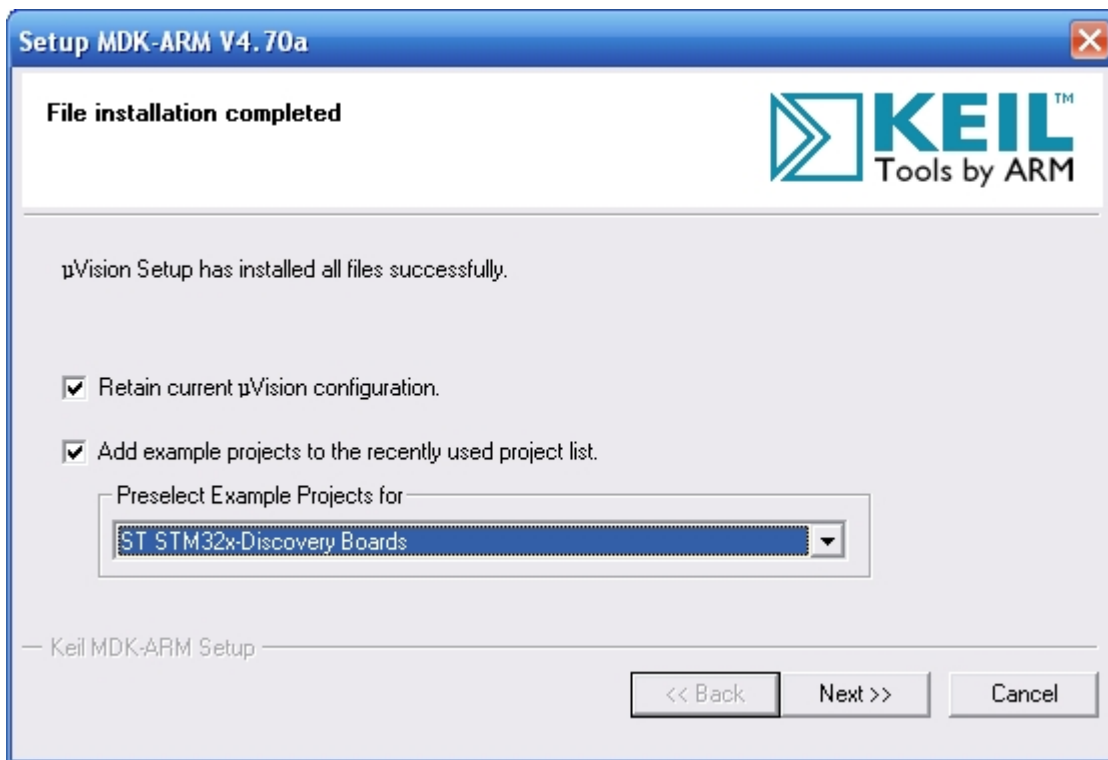 Setup MDK-ARM V4.70a
File installation completed
KEIL™
Tools by ARM
µVision Setup has installed all files successfully.
Retain current µVision configuration.
Add example projects to the recently used project list.
Preselect Example Projects for
ST STM32x-Discovery Boards
Keil MDK-ARM Setup
<< Back Next >> Cancel